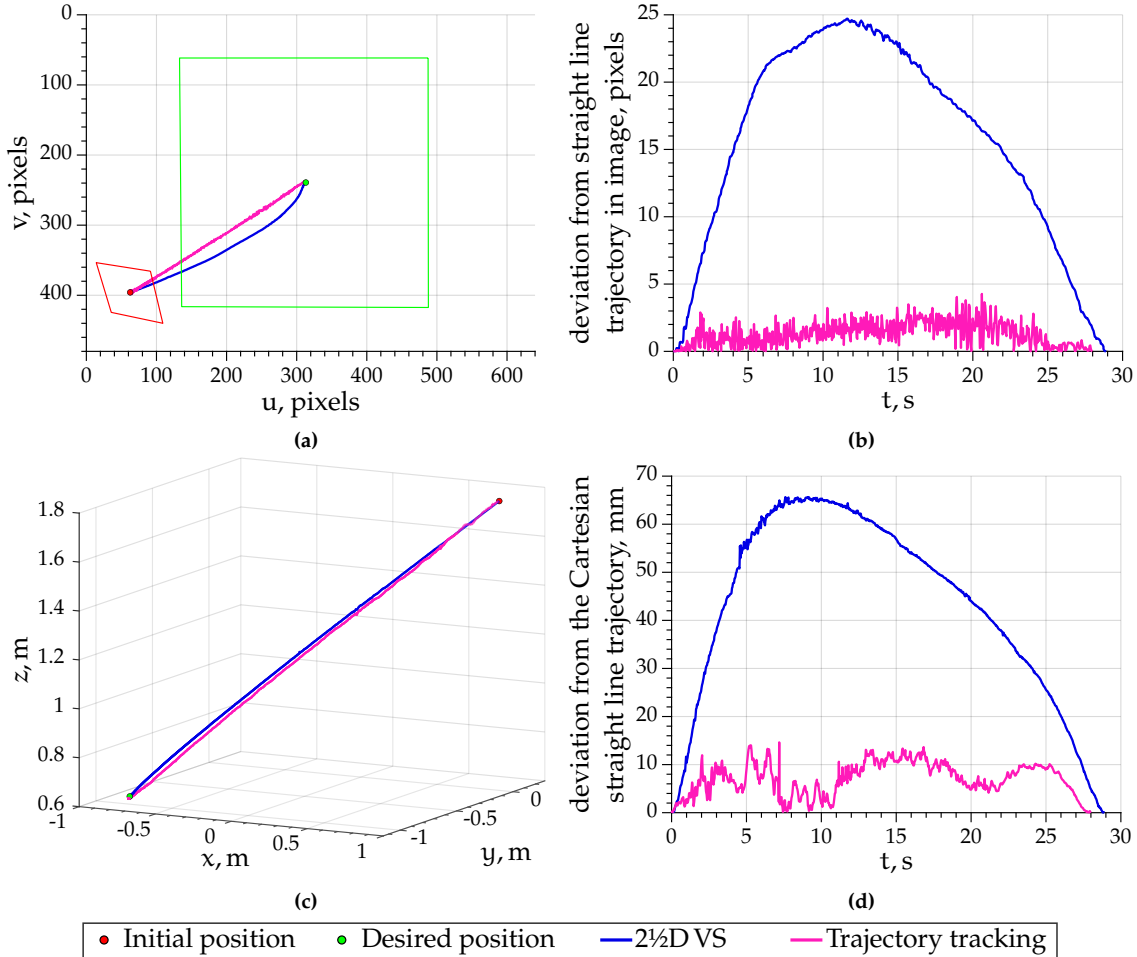 0
100
200
300
400
v, pixels
0 100 200 300 400 500 600
u, pixels
(a)
25
20
15
10
5
0
deviation from straight line
trajectory in image, pixels
0 5 10 15 20 25 30
t, s
(b)
1.8
1.6
1.4
1.2
1
0.8
0.6
z, m
-1 -0.5 0 0.5 1
x, m
-1 -0.5 0
y, m
(c)
70
60
50
40
30
20
10
0
deviation from the Cartesian
straight line trajectory, mm
0 5 10 15 20 25 30
t, s
(d)
Initial position Desired position 2½D VS Trajectory tracking